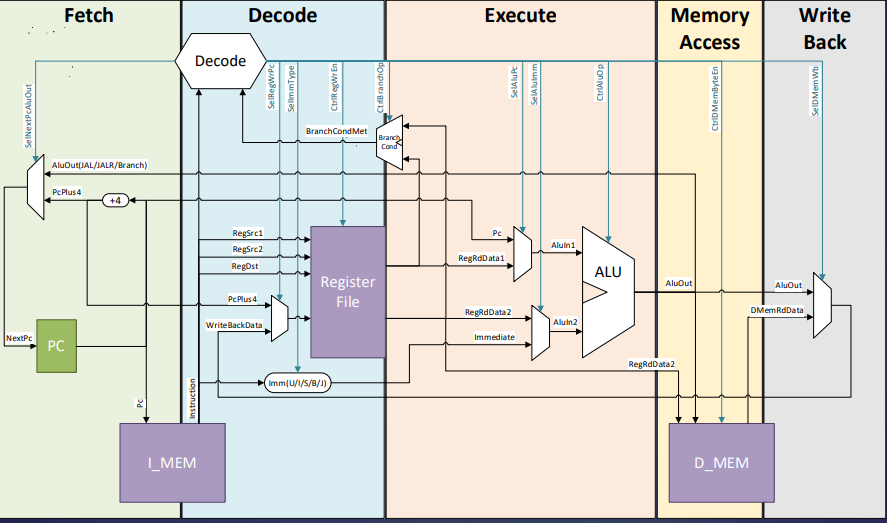 Fetch
Decode
Execute
Memory
Access
Write
Back
Decode
SelNextPcAluOut
SelRegWrPc
SelImmType
CtrlRegWrEn
CtrlBranchOp
SelAluPc
SelAluImm
CtrlAluOp
CtrlDMemByteEn
SelDMemWb
BranchCondMet
Branch
Cond
AluOut(JAL/JALR/Branch)
PcPlus4
+4
RegSrc1
RegSrc2
RegDst
Register
File
Pc
RegRdData1
AluIn1
ALU
PcPlus4
WriteBackData
RegRdData2
AluIn2
Immediate
AluOut
AluOut
DMemRdData
NextPc
PC
RegRdData2
Imm(U/I/S/B/J)
Pc
Instruction
I_MEM
D_MEM